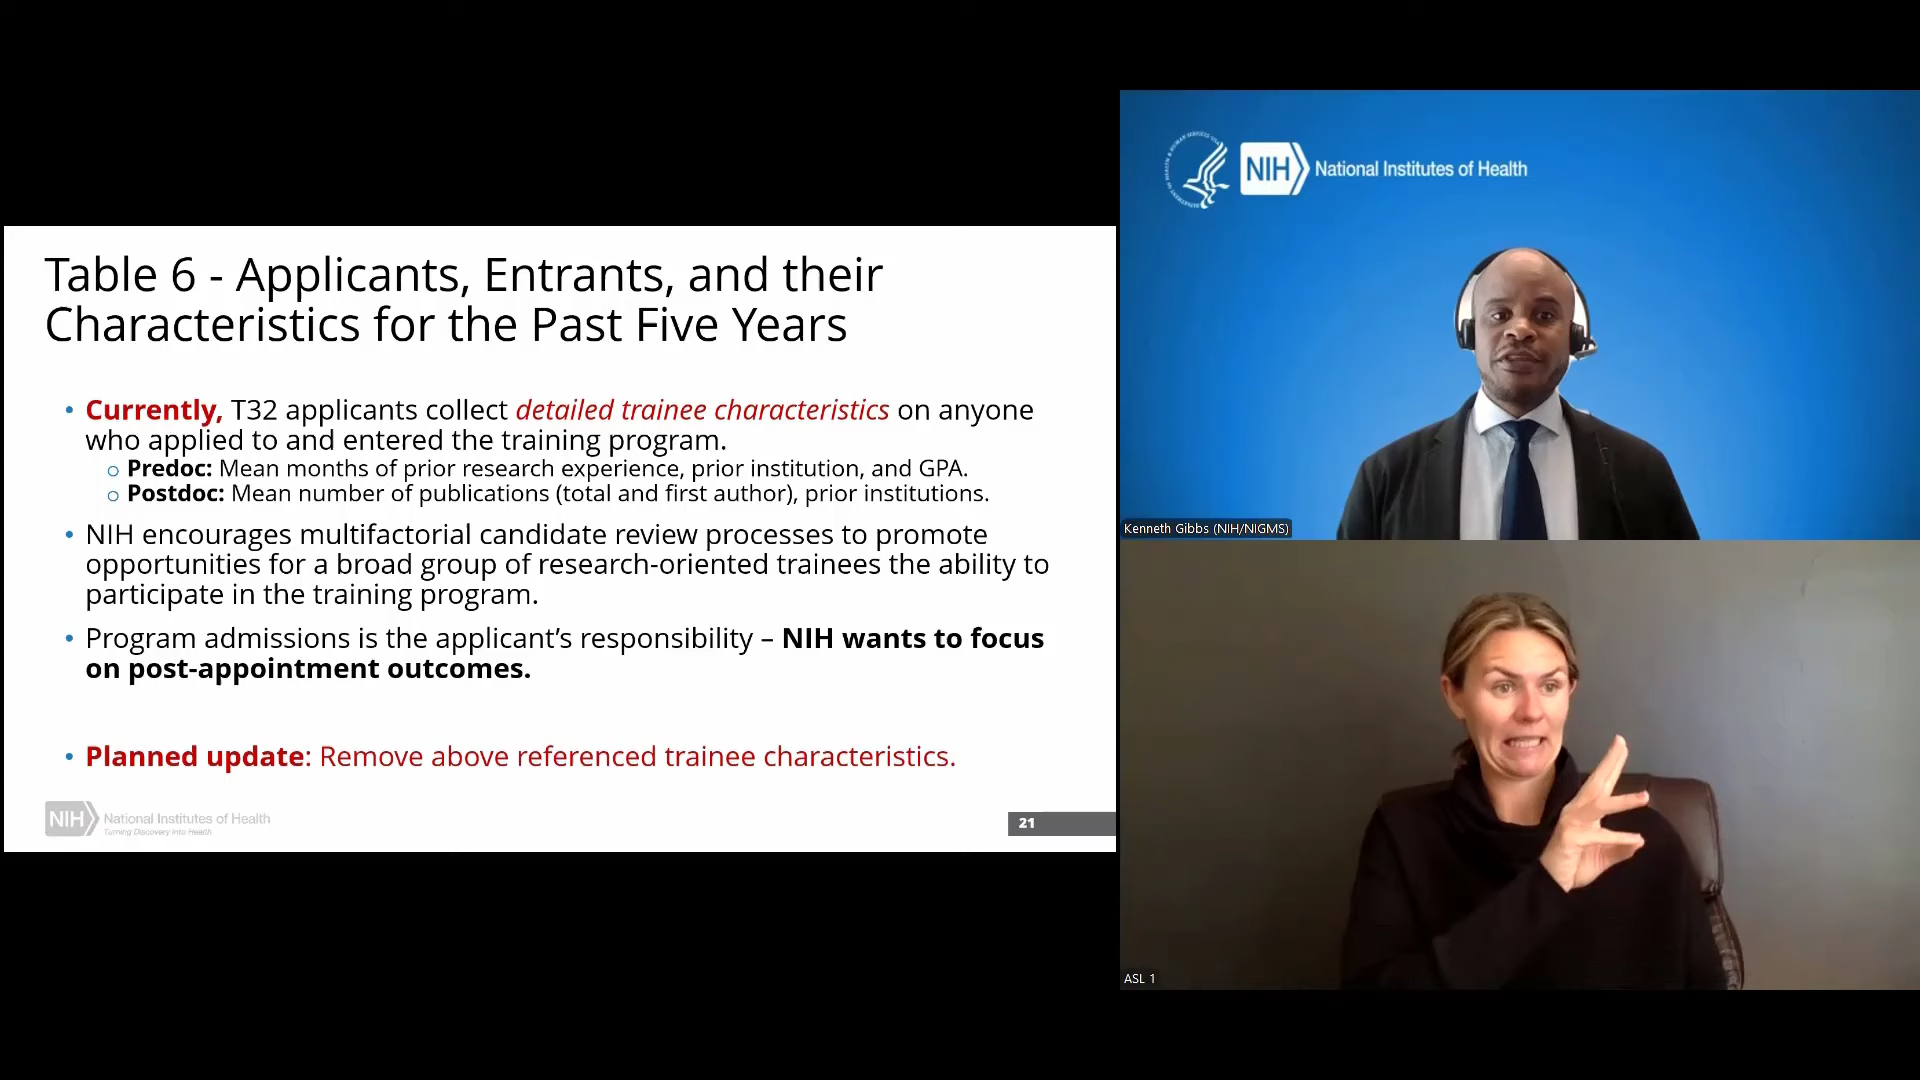 Table 6 - Applicants, Entrants, and their
Characteristics for the Past Five Years
• Currently, T32 applicants collect detailed trainee characteristics on anyone
who applied to and entered the training program.
o Predoc: Mean months of prior research experience, prior institution, and GPA.
o Postdoc: Mean number of publications (total and first author), prior institutions.
• NIH encourages multifactorial candidate review processes to promote
opportunities for a broad group of research-oriented trainees the ability to
participate in the training program.
• Program admissions is the applicant’s responsibility – NIH wants to focus
on post-appointment outcomes.
• Planned update: Remove above referenced trainee characteristics.
NIH National Institutes of Health
Turning Discovery Into Health
21
NIH National Institutes of Health
Kenneth Gibbs (NIH/NIGMS)
ASL 1